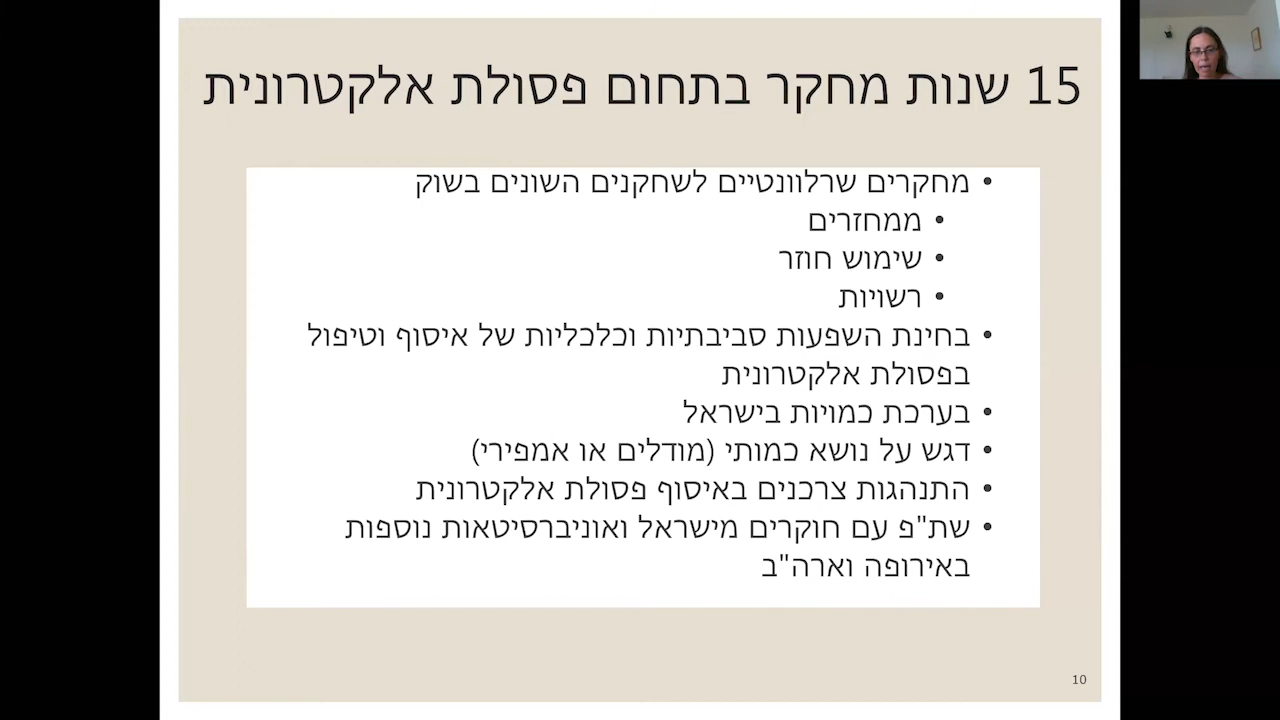 15 שנות מחקר בתחום פסולת אלקטרונית
• מחקרים שרלוונטיים לשחקנים השונים בשוק
• ממחזרים
• שימוש חוזר
• רשויות
• בחינת השפעות סביבתיות וכלכליות של איסוף וטיפול
בפסולת אלקטרונית
• בערכת כמויות בישראל
• דגש על נושא כמותי (מודלים או אמפירי)
• התנהגות צרכנים באיסוף פסולת אלקטרונית
• שת"פ עם חוקרים מישראל ואוניברסיטאות נוספות
באירופה וארה"ב
10